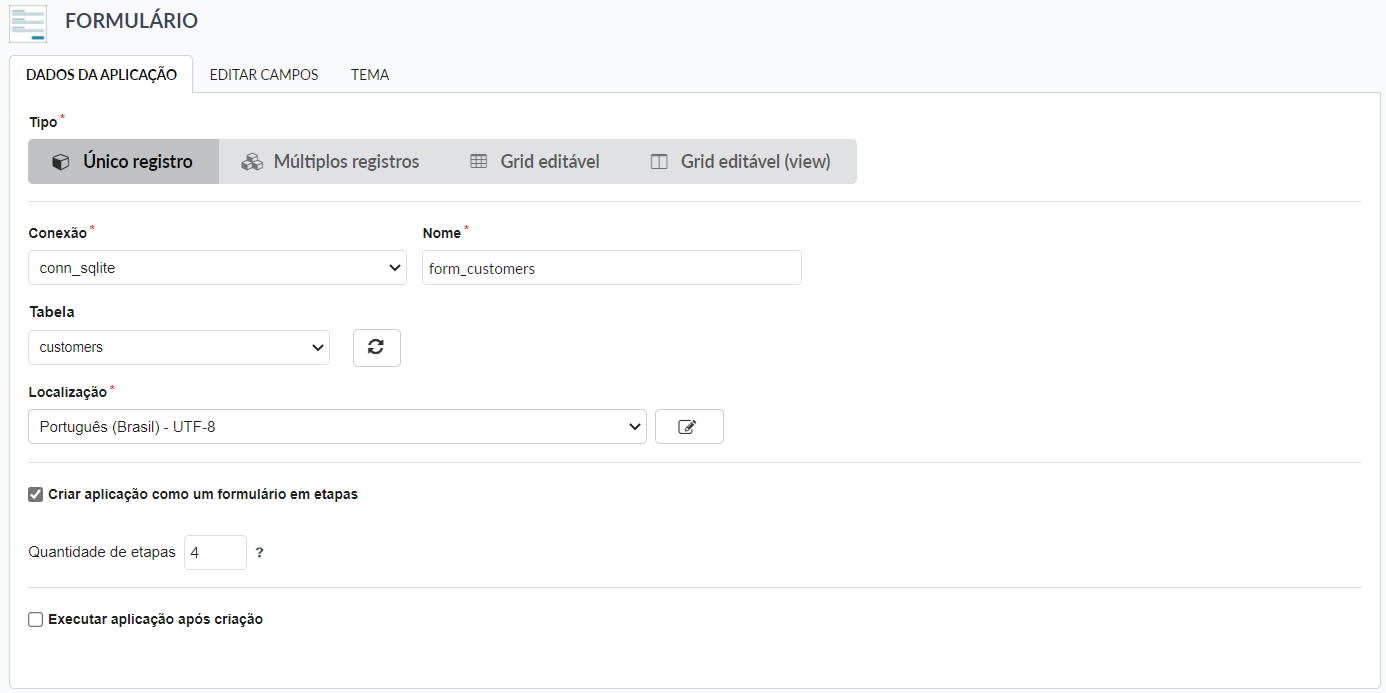 FORMULÁRIO
DADOS DA APLICAÇÃO EDITAR CAMPOS TEMA
Tipo *
Único registro Múltiplos registros Grid editável Grid editável (view)
Conexão * Nome *
conn_sqlite form_customers
Tabela
customers
Localização *
Português (Brasil) - UTF-8
Criar aplicação como um formulário em etapas
Quantidade de etapas 4 ?
Executar aplicação após criação